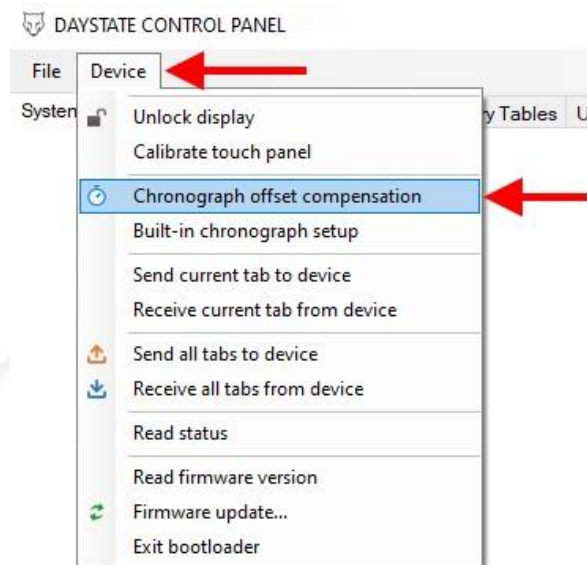 DAYSTATE CONTROL PANEL
File Device
System y Tables U
Unlock display
Calibrate touch panel
Chronograph offset compensation
Built-in chronograph setup
Send current tab to device
Receive current tab from device
Send all tabs to device
Receive all tabs from device
Read status
Read firmware version
Firmware update...
Exit bootloader